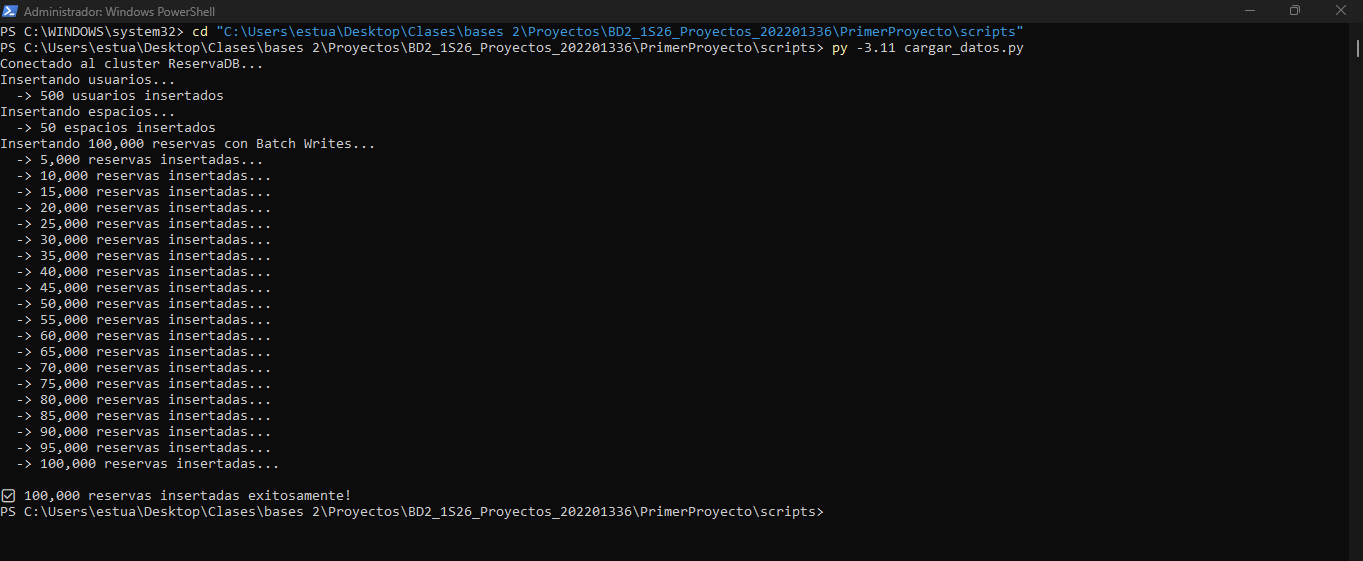 Administrador: Windows PowerShell
PS C:\WINDOWS\system32> cd "C:\Users\estua\Desktop\Clases\bases 2\Proyectos\BD2_1S26_Proyectos_202201336\PrimerProyecto\scripts"
PS C:\Users\estua\Desktop\Clases\bases 2\Proyectos\BD2_1S26_Proyectos_202201336\PrimerProyecto\scripts> py -3.11 cargar_datos.py
Conectado al cluster ReservaDB...
Insertando usuarios...
  -> 500 usuarios insertados
Insertando espacios...
  -> 50 espacios insertados
Insertando 100,000 reservas con Batch Writes...
  -> 5,000 reservas insertadas...
  -> 10,000 reservas insertadas...
  -> 15,000 reservas insertadas...
  -> 20,000 reservas insertadas...
  -> 25,000 reservas insertadas...
  -> 30,000 reservas insertadas...
  -> 35,000 reservas insertadas...
  -> 40,000 reservas insertadas...
  -> 45,000 reservas insertadas...
  -> 50,000 reservas insertadas...
  -> 55,000 reservas insertadas...
  -> 60,000 reservas insertadas...
  -> 65,000 reservas insertadas...
  -> 70,000 reservas insertadas...
  -> 75,000 reservas insertadas...
  -> 80,000 reservas insertadas...
  -> 85,000 reservas insertadas...
  -> 90,000 reservas insertadas...
  -> 95,000 reservas insertadas...
  -> 100,000 reservas insertadas...
☑ 100,000 reservas insertadas exitosamente!
PS C:\Users\estua\Desktop\Clases\bases 2\Proyectos\BD2_1S26_Proyectos_202201336\PrimerProyecto\scripts>